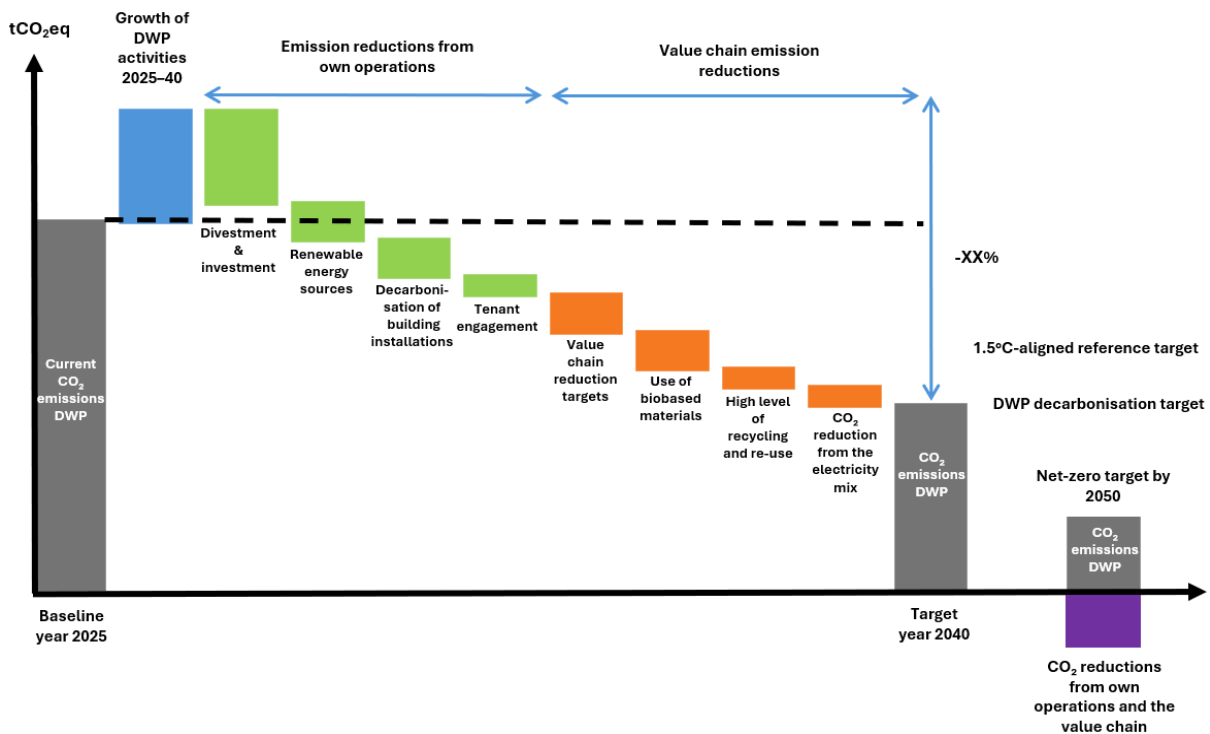 tCO₂eq
Growth of
DWP
activities
2025–40
Emission reductions from
own operations
Value chain emission
reductions
Divestment
&
investment
Renewable
energy
sources
Decarboni-
sation of
building
installations
Tenant
engagement
Value
chain
reduction
targets
Use of
biobased
materials
High level
of
recycling
and re-use
CO₂
reduction
from the
electricity
mix
-XX%
1.5°C-aligned reference target
DWP decarbonisation target
Current
CO₂
emissions
DWP
CO₂
emissions
DWP
Net-zero target by
2050
CO₂
emissions
DWP
Baseline
year 2025
Target
year 2040
CO₂ reductions
from own
operations and the
value chain